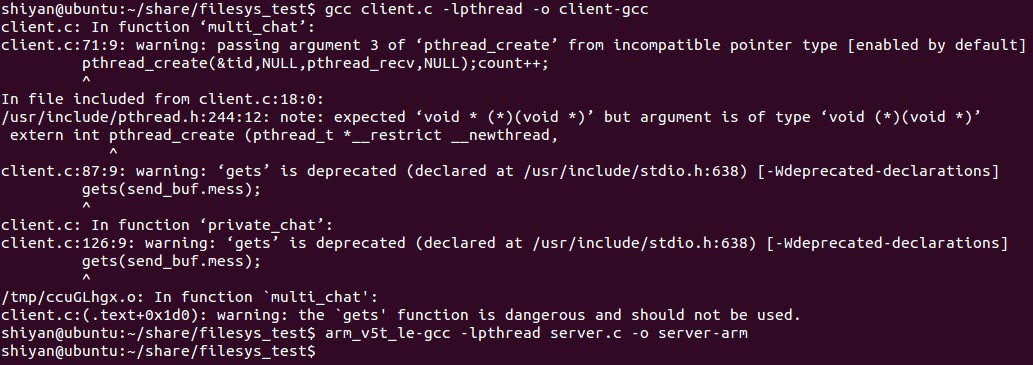 shiyan@ubuntu:~/share/filesys_test$ gcc client.c -lpthread -o client-gcc
client.c: In function ‘multi_chat’:
client.c:71:9: warning: passing argument 3 of ‘pthread_create’ from incompatible pointer type [enabled by default]
         pthread_create(&tid,NULL,pthread_recv,NULL);count++;
         ^
In file included from client.c:18:0:
/usr/include/pthread.h:244:12: note: expected ‘void * (*)(void *)’ but argument is of type ‘void (*)(void *)’
 extern int pthread_create (pthread_t *__restrict __newthread,
            ^
client.c:87:9: warning: ‘gets’ is deprecated (declared at /usr/include/stdio.h:638) [-Wdeprecated-declarations]
         gets(send_buf.mess);
         ^
client.c: In function ‘private_chat’:
client.c:126:9: warning: ‘gets’ is deprecated (declared at /usr/include/stdio.h:638) [-Wdeprecated-declarations]
         gets(send_buf.mess);
         ^
/tmp/ccuGLhgx.o: In function `multi_chat':
client.c:(.text+0x1d0): warning: the `gets' function is dangerous and should not be used.
shiyan@ubuntu:~/share/filesys_test$ arm_v5t_le-gcc -lpthread server.c -o server-arm
shiyan@ubuntu:~/share/filesys_test$